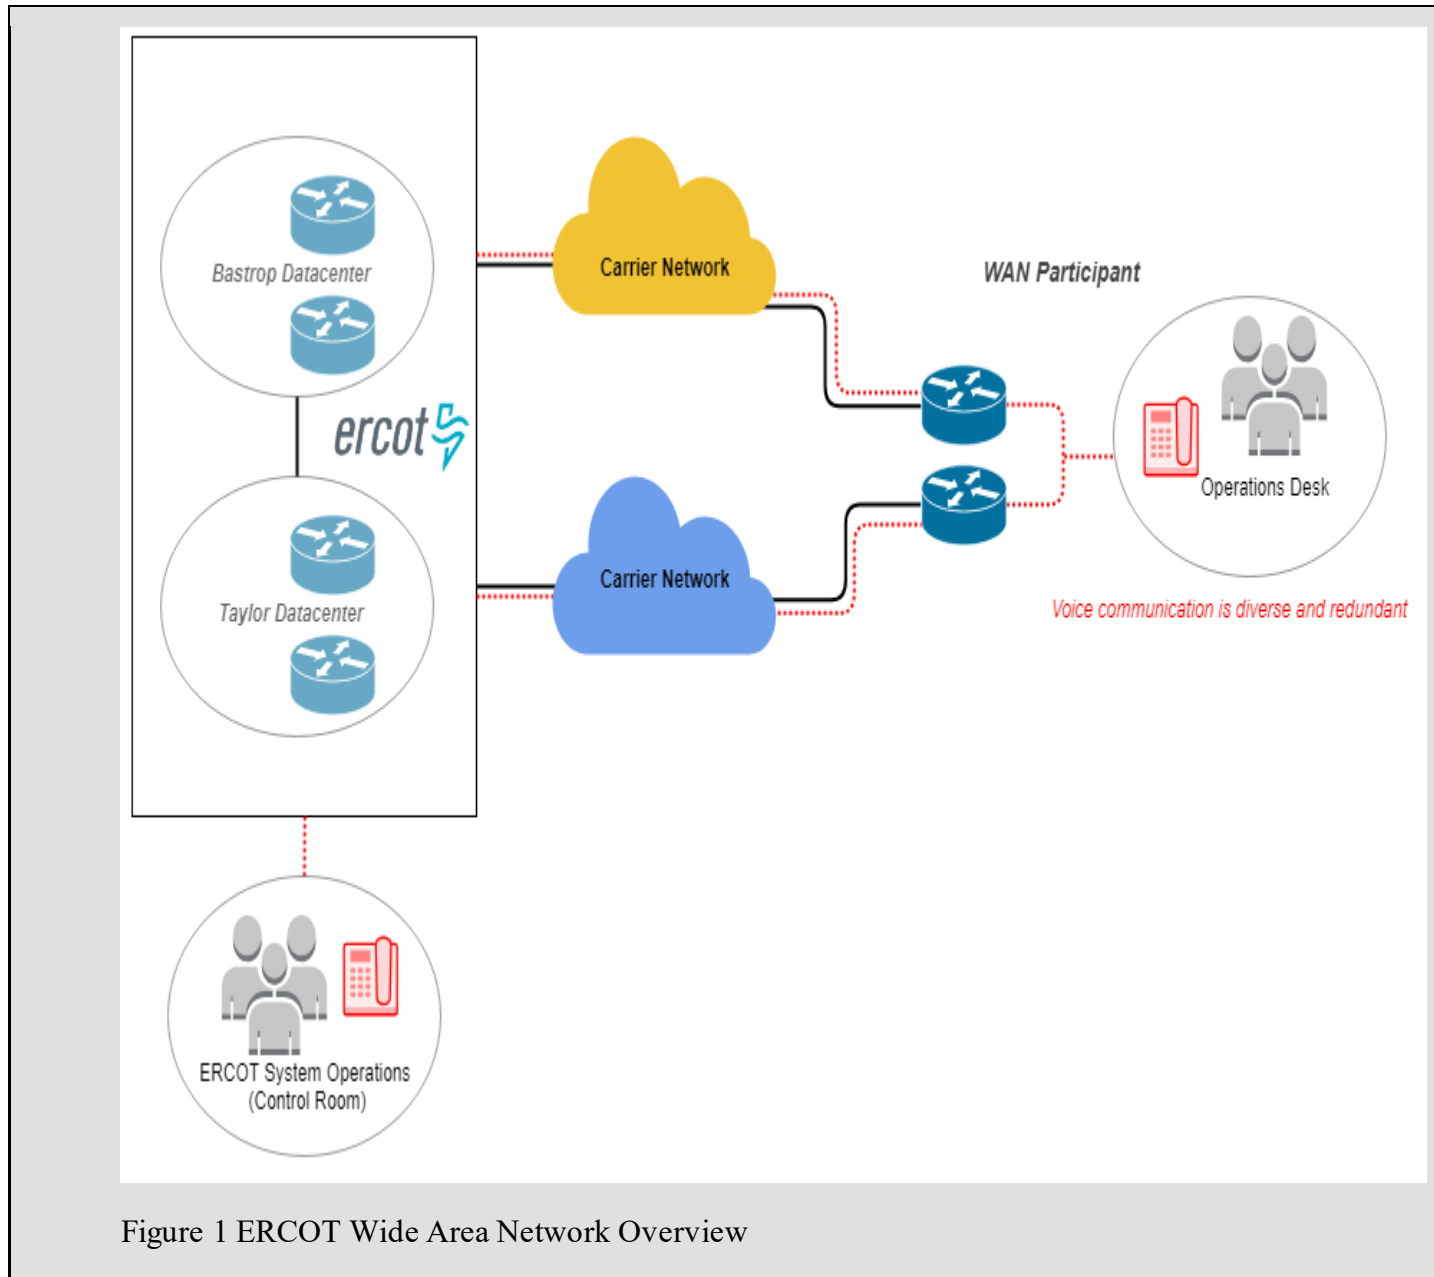 Bastrop Datacenter
ercot
Taylor Datacenter
Carrier Network
Carrier Network
WAN Participant
Operations Desk
Voice communication is diverse and redundant
ERCOT System Operations
(Control Room)
Figure 1 ERCOT Wide Area Network Overview